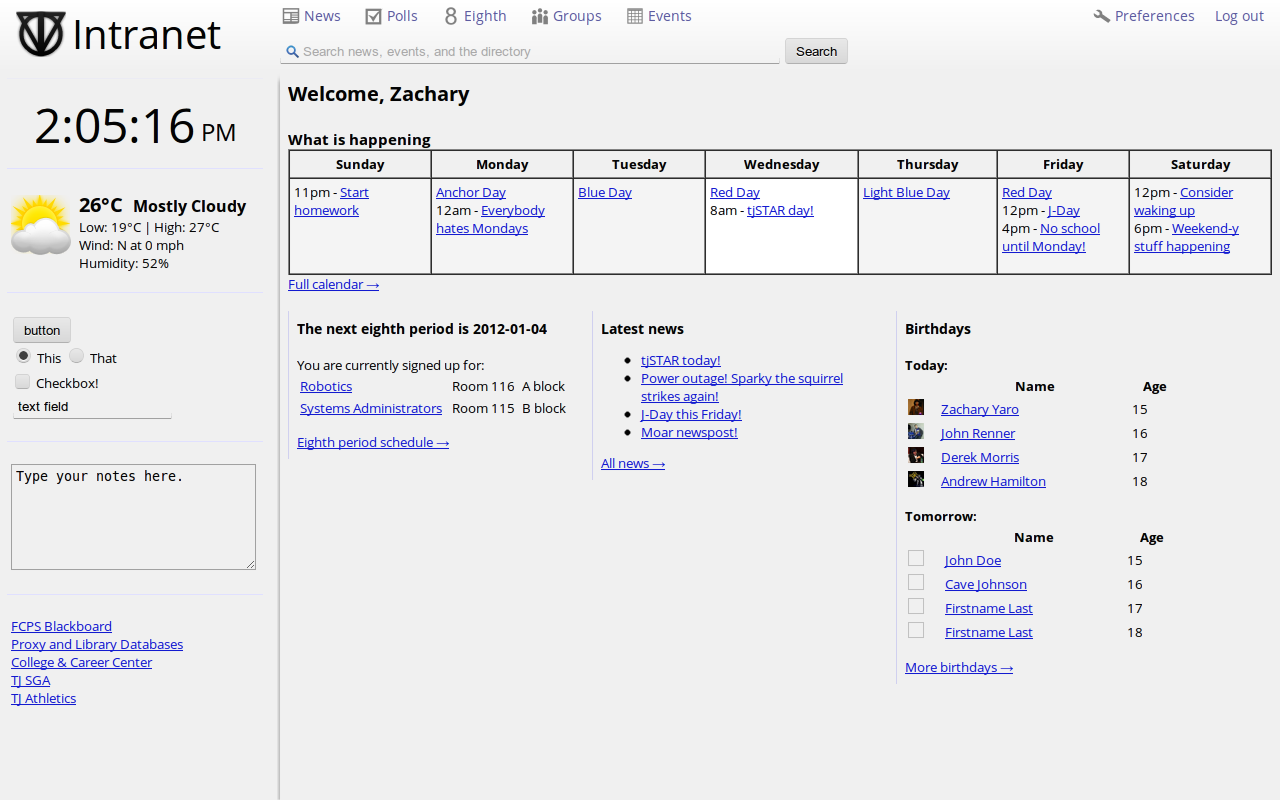 Intranet
News Polls Eighth Groups Events Preferences Log out
Search news, events, and the directory Search
2:05:16 PM
26°C Mostly Cloudy
Low: 19°C | High: 27°C
Wind: N at 0 mph
Humidity: 52%
button
This That
Checkbox!
text field
Type your notes here.
FCPS Blackboard
Proxy and Library Databases
College & Career Center
TJ SGA
TJ Athletics
Welcome, Zachary
What is happening
Sunday Monday Tuesday Wednesday Thursday Friday Saturday
11pm - Start
homework
Anchor Day
12am - Everybody
hates Mondays
Blue Day
Red Day
8am - tjSTAR day!
Light Blue Day
Red Day
12pm - J-Day
4pm - No school
until Monday!
12pm - Consider
waking up
6pm - Weekend-y
stuff happening
Full calendar →
The next eighth period is 2012-01-04
You are currently signed up for:
Robotics Room 116 A block
Systems Administrators Room 115 B block
Eighth period schedule →
Latest news
tjSTAR today!
Power outage! Sparky the squirrel
strikes again!
J-Day this Friday!
Moar newspost!
All news →
Birthdays
Today:
Name Age
Zachary Yaro 15
John Renner 16
Derek Morris 17
Andrew Hamilton 18
Tomorrow:
Name Age
John Doe 15
Cave Johnson 16
Firstname Last 17
Firstname Last 18
More birthdays →